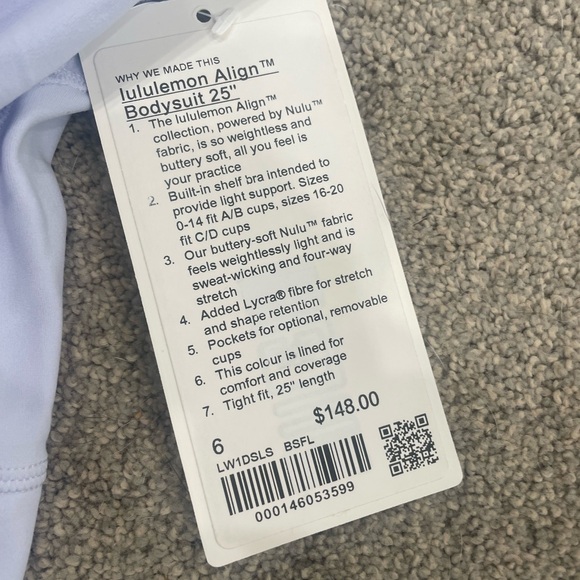 WHY WE MADE THIS
lululemon Align™
Bodysuit 25"
1. The lululemon Align™
collection, powered by Nulu™
fabric, is so weightless and
buttery soft, all you feel is
your practice
2. Built-in shelf bra intended to
provide light support. Sizes
0-14 fit A/B cups, sizes 16-20
fit C/D cups
3. Our buttery-soft Nulu™ fabric
feels weightlessly light and is
sweat-wicking and four-way
stretch
4. Added Lycra® fibre for stretch
and shape retention
5. Pockets for optional, removable
cups
6. This colour is lined for
comfort and coverage
7. Tight fit, 25" length
$148.00
6
LW1DSLS BSFL
000146053599